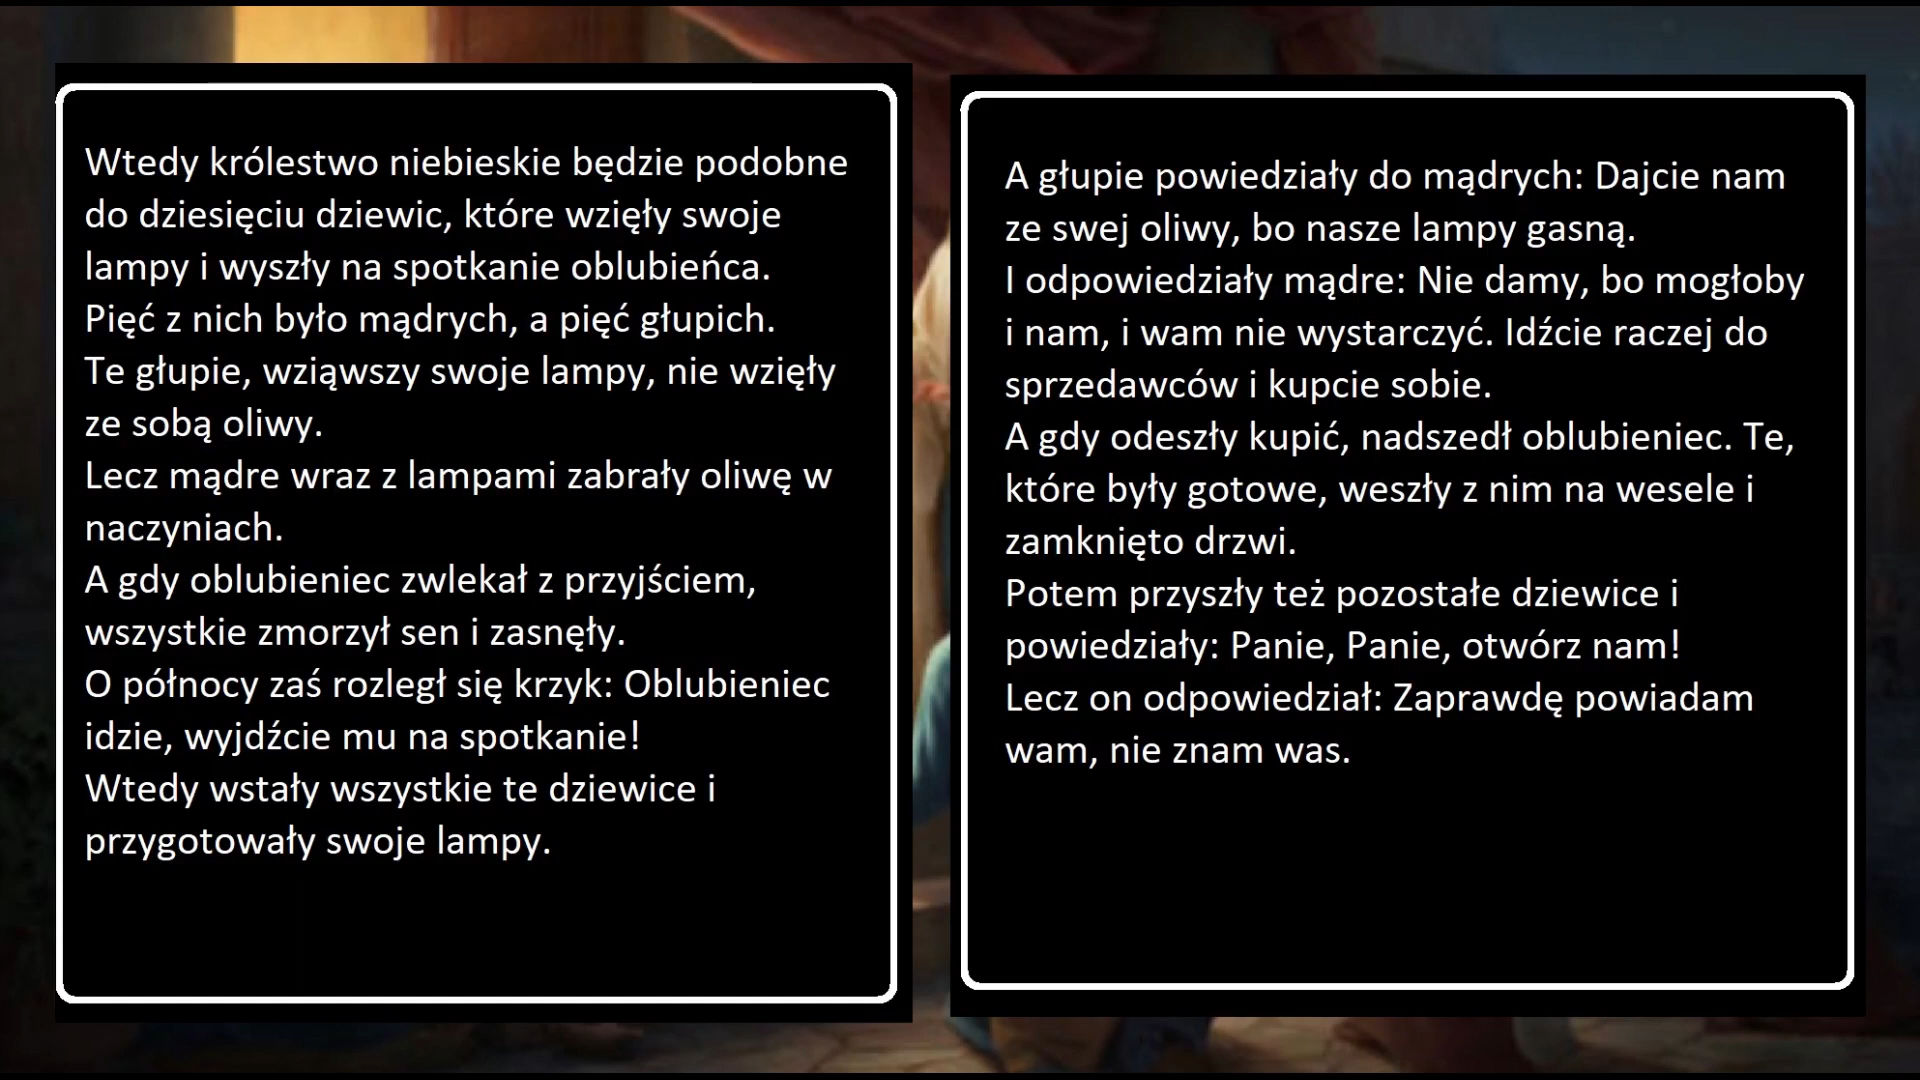 Wtedy królestwo niebieskie będzie podobne
do dziesięciu dziewic, które wzięły swoje
lampy i wyszły na spotkanie oblubieńca.
Pięć z nich było mądrych, a pięć głupich.
Te głupie, wziąwszy swoje lampy, nie wzięły
ze sobą oliwy.
Lecz mądre wraz z lampami zabrały oliwę w
naczyniach.
A gdy oblubieniec zwlekał z przyjściem,
wszystkie zmorzył sen i zasnęły.
O północy zaś rozległ się krzyk: Oblubieniec
idzie, wyjdźcie mu na spotkanie!
Wtedy wstały wszystkie te dziewice i
przygotowały swoje lampy.
A głupie powiedziały do mądrych: Dajcie nam
ze swej oliwy, bo nasze lampy gasną.
I odpowiedziały mądre: Nie damy, bo mogłoby
i nam, i wam nie wystarczyć. Idźcie raczej do
sprzedawców i kupcie sobie.
A gdy odeszły kupić, nadszedł oblubieniec. Te,
które były gotowe, weszły z nim na wesele i
zamknięto drzwi.
Potem przyszły też pozostałe dziewice i
powiedziały: Panie, Panie, otwórz nam!
Lecz on odpowiedział: Zaprawdę powiadam
wam, nie znam was.